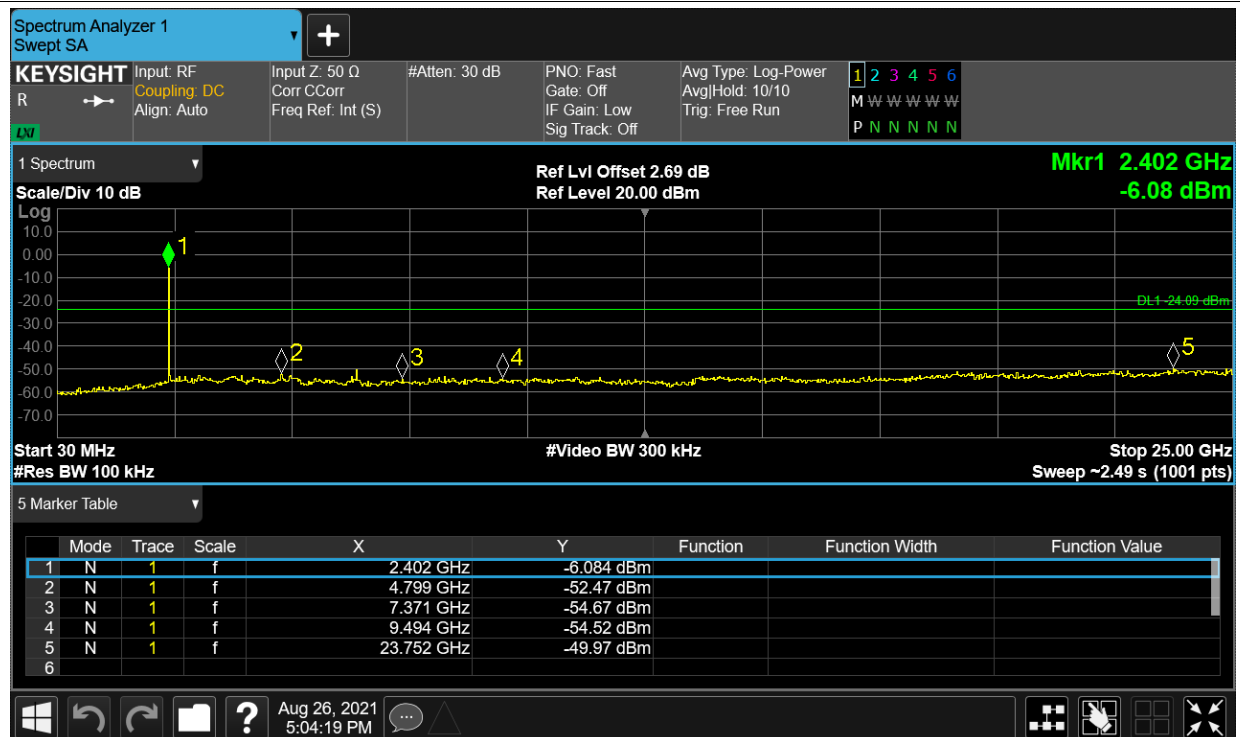 Spectrum Analyzer 1
Swept SA
+
KEYSIGHT
R
LXI
Input: RF
Coupling: DC
Align: Auto
Input Z: 50 Ω
Corr CCorr
Freq Ref: Int (S)
#Atten: 30 dB
PNO: Fast
Gate: Off
IF Gain: Low
Sig Track: Off
Avg Type: Log-Power
Avg|Hold: 10/10
Trig: Free Run
1 2 3 4 5 6
M W W W W W
P N N N N N
1 Spectrum
Scale/Div 10 dB
Ref Lvl Offset 2.69 dB
Ref Level 20.00 dBm
Mkr1 2.402 GHz
-6.08 dBm
Log
10.0
0.00
-10.0
-20.0
-30.0
-40.0
-50.0
-60.0
-70.0
1
2
3
4
5
DL1 -24.09 dBm
Start 30 MHz
#Res BW 100 kHz
#Video BW 300 kHz
Stop 25.00 GHz
Sweep ~2.49 s (1001 pts)
5 Marker Table
Mode Trace Scale X Y Function Function Width Function Value
1 N 1 f 2.402 GHz -6.084 dBm
2 N 1 f 4.799 GHz -52.47 dBm
3 N 1 f 7.371 GHz -54.67 dBm
4 N 1 f 9.494 GHz -54.52 dBm
5 N 1 f 23.752 GHz -49.97 dBm
6
?
Aug 26, 2021
5:04:19 PM